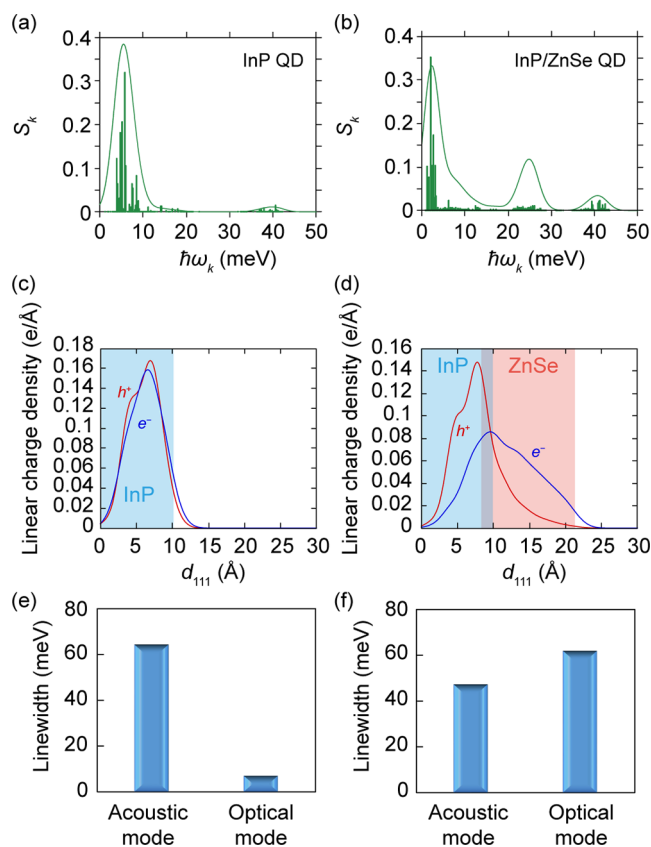 (a)
InP QD
S_k
0.4
0.3
0.2
0.1
0
0 10 20 30 40 50
ħω_k (meV)
(b)
InP/ZnSe QD
S_k
0.4
0.3
0.2
0.1
0
0 10 20 30 40 50
ħω_k (meV)
(c)
Linear charge density (e/Å)
0.18
0.16
0.14
0.12
0.1
0.08
0.06
0.04
0.02
0
h⁺
e⁻
InP
0 5 10 15 20 25 30
d₁₁₁ (Å)
(d)
Linear charge density (e/Å)
0.16
0.14
0.12
0.1
0.08
0.06
0.04
0.02
0
InP ZnSe
h⁺
e⁻
0 5 10 15 20 25 30
d₁₁₁ (Å)
(e)
Linewidth (meV)
80
60
40
20
0
Acoustic Optical
mode mode
(f)
Linewidth (meV)
80
60
40
20
0
Acoustic Optical
mode mode